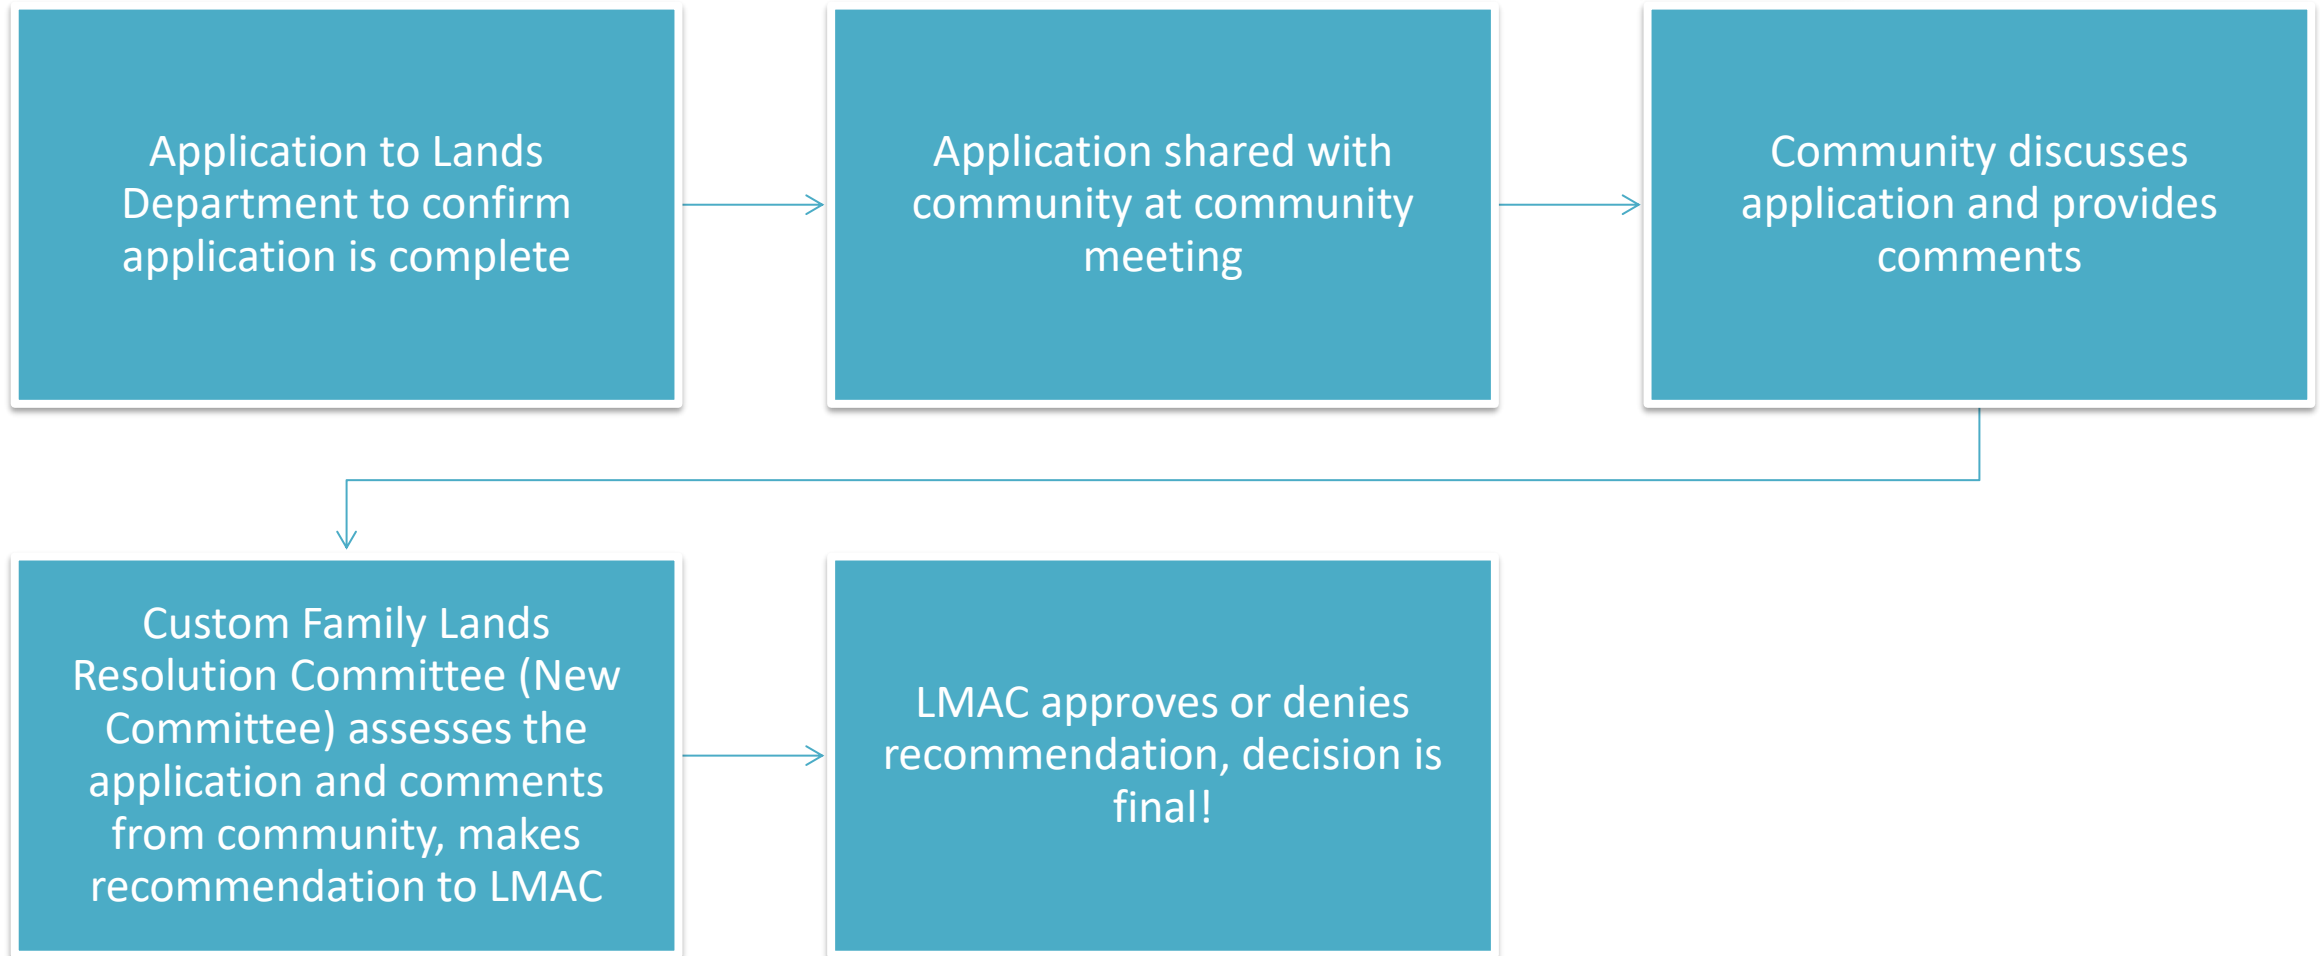 Application to Lands
Department to confirm
application is complete
Application shared with
community at community
meeting
Community discusses
application and provides
comments
Custom Family Lands
Resolution Committee (New
Committee) assesses the
application and comments
from community, makes
recommendation to LMAC
LMAC approves or denies
recommendation, decision is
final!